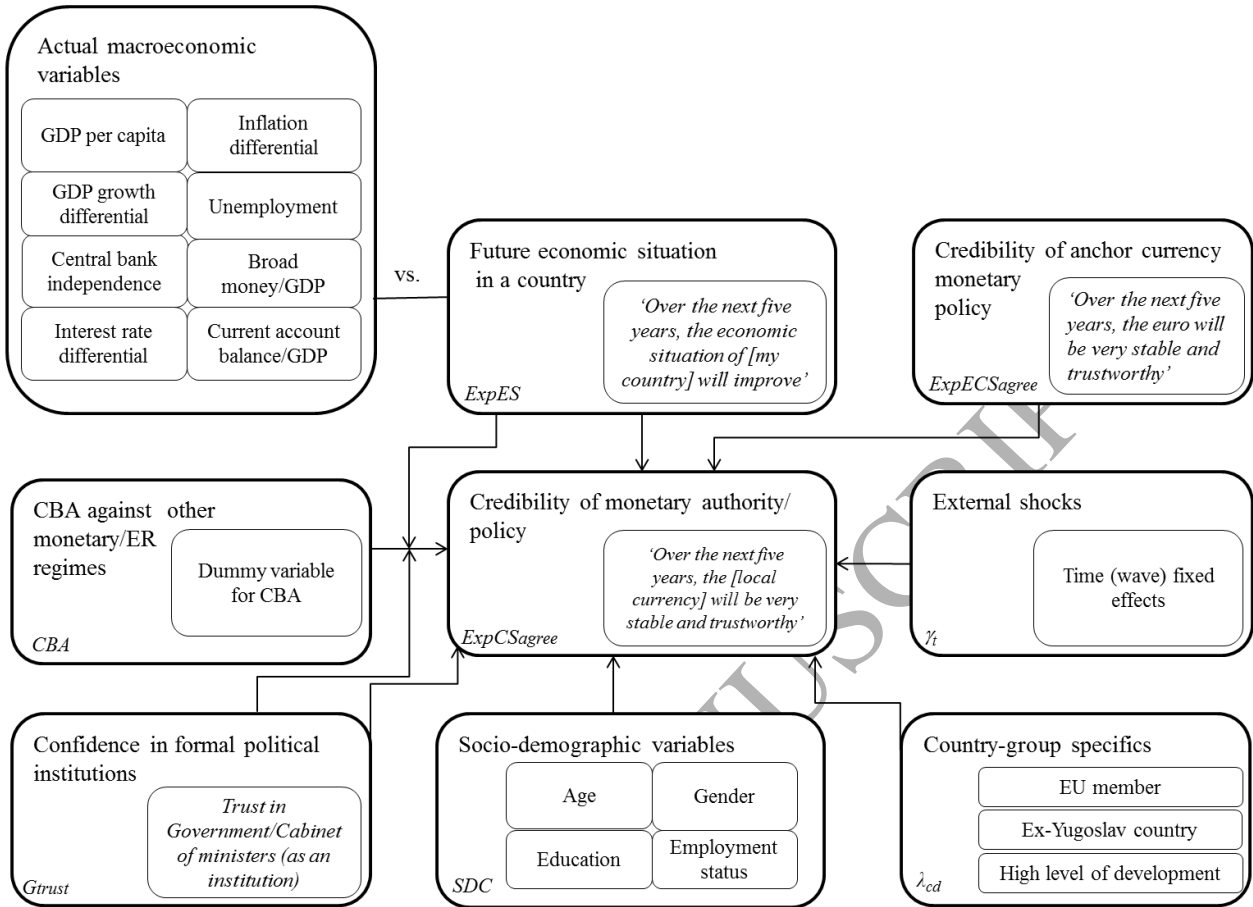 Actual macroeconomic
variables
GDP per capita
Inflation
differential
GDP growth
differential
Unemployment
Central bank
independence
Broad
money/GDP
Interest rate
differential
Current account
balance/GDP
vs.
Future economic situation
in a country
‘Over the next five
years, the economic
situation of [my
country] will improve’
ExpES
Credibility of anchor currency
monetary
policy
‘Over the next five
years, the euro will
be very stable and
trustworthy’
ExpECSagree
CBA against other
monetary/ER
regimes
Dummy variable
for CBA
CBA
Credibility of monetary authority/
policy
‘Over the next five
years, the [local
currency] will be very
stable and trustworthy’
ExpCSagree
External shocks
Time (wave) fixed
effects
γt
Confidence in formal political
institutions
Trust in
Government/Cabinet
of ministers (as an
institution)
Gtrust
Socio-demographic variables
Age
Gender
Education
Employment
status
SDC
Country-group specifics
EU member
Ex-Yugoslav country
High level of development
λcd